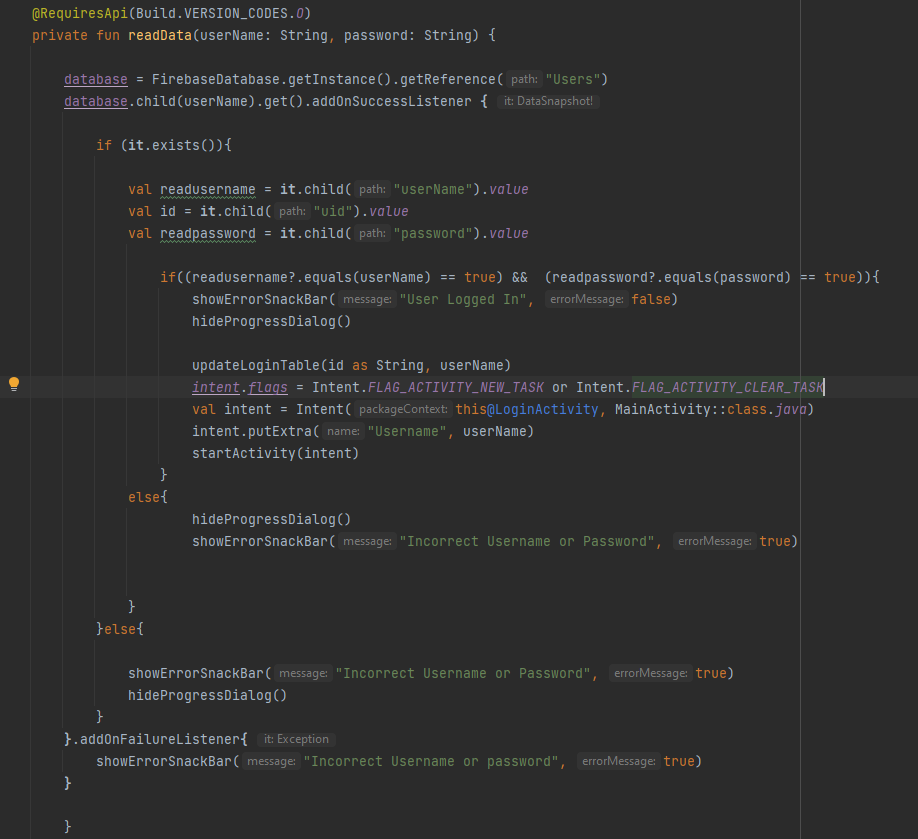 @RequiresApi(Build.VERSION_CODES.O)
private fun readData(userName: String, password: String) {
database = FirebaseDatabase.getInstance().getReference( path: "Users")
database.child(userName).get().addOnSuccessListener { it: DataSnapshot!
if (it.exists()){
val readusername = it.child( path: "userName").value
val id = it.child( path: "uid").value
val readpassword = it.child( path: "password").value
if((readusername?.equals(userName) == true) &&  (readpassword?.equals(password) == true)){
showErrorSnackBar( message: "User Logged In", errorMessage: false)
hideProgressDialog()
updateLoginTable(id as String, userName)
intent.flags = Intent.FLAG_ACTIVITY_NEW_TASK or Intent.FLAG_ACTIVITY_CLEAR_TASK
val intent = Intent( packageContext: this@LoginActivity, MainActivity::class.java)
intent.putExtra( name: "Username", userName)
startActivity(intent)
}
else{
hideProgressDialog()
showErrorSnackBar( message: "Incorrect Username or Password", errorMessage: true)
}
}else{
showErrorSnackBar( message: "Incorrect Username or Password", errorMessage: true)
hideProgressDialog()
}
}.addOnFailureListener{ it: Exception
showErrorSnackBar( message: "Incorrect Username or password", errorMessage: true)
}
}